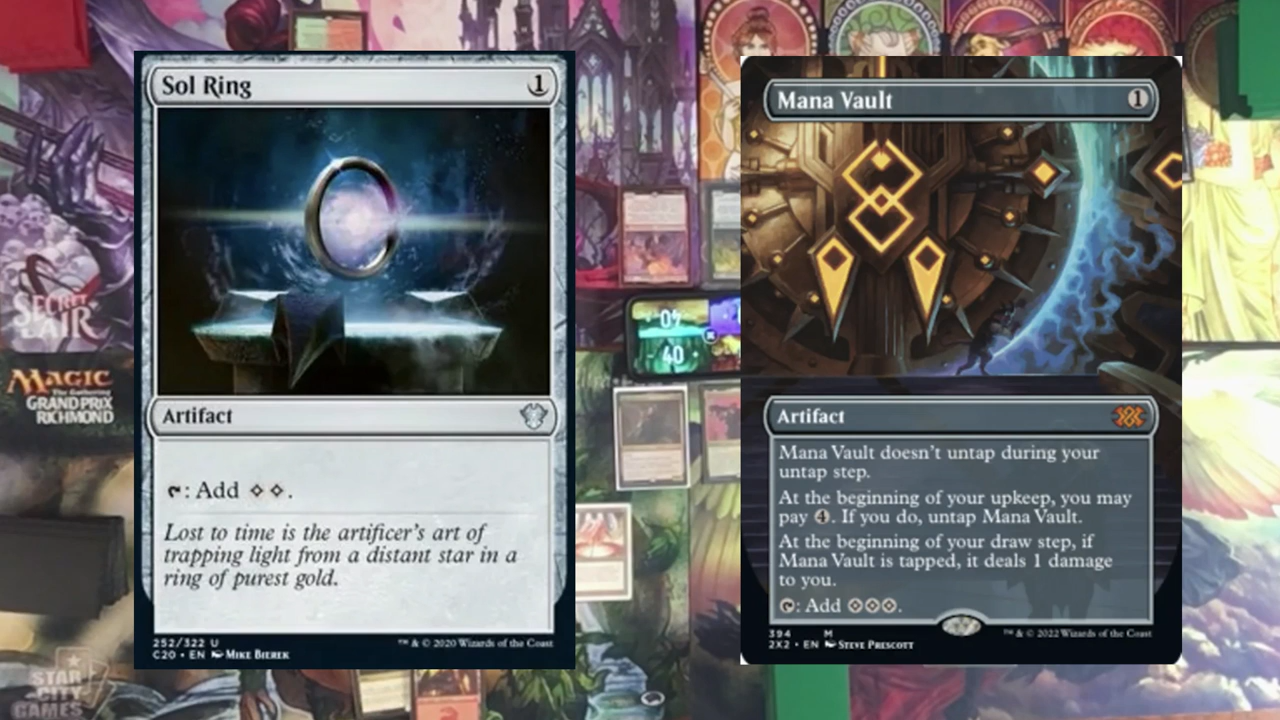 Sol Ring 1
Artifact
: Add .
Lost to time is the artificer's art of
trapping light from a distant star in a
ring of purest gold.
252/322 U
C20 • EN MIKE BIEREK
™ & © 2020 Wizards of the Coast
Mana Vault 1
Artifact
Mana Vault doesn't untap during your
untap step.
At the beginning of your upkeep, you may
pay 4. If you do, untap Mana Vault.
At the beginning of your draw step, if
Mana Vault is tapped, it deals 1 damage
to you.
: Add .
394 M
2X2 • EN STEVE PRESCOTT
™ & © 2022 Wizards of the Coast
SECRET
LAIR
MAGIC
The Gathering
GRAND PRIX
RICHMOND
STAR
CITY
GAMES
40